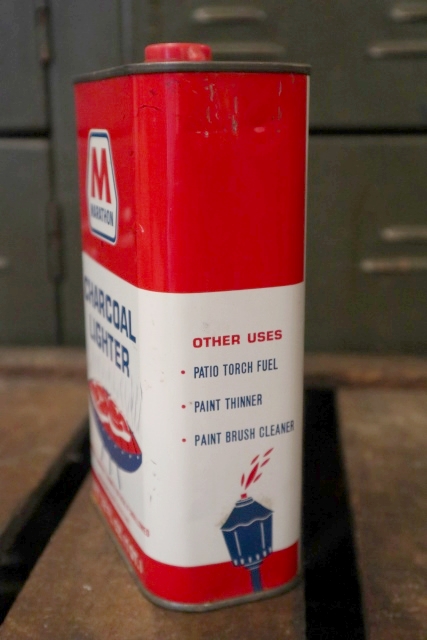 M
MARATHON
CHARCOAL
LIGHTER
OTHER USES
• PATIO TORCH FUEL
• PAINT THINNER
• PAINT BRUSH CLEANER